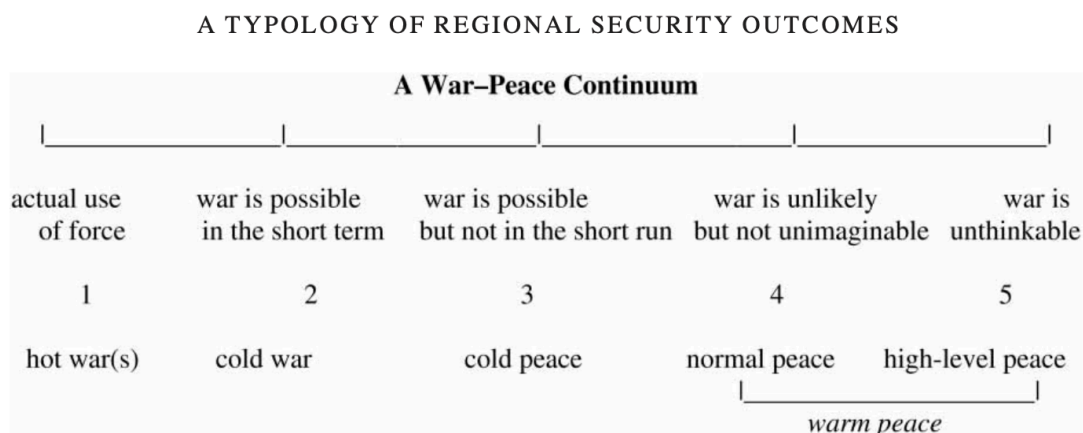 A TYPOLOGY OF REGIONAL SECURITY OUTCOMES
A War–Peace Continuum
actual use war is possible war is possible war is unlikely war is
of force in the short term but not in the short run but not unimaginable unthinkable
1 2 3 4 5
hot war(s) cold war cold peace normal peace high-level peace
warm peace